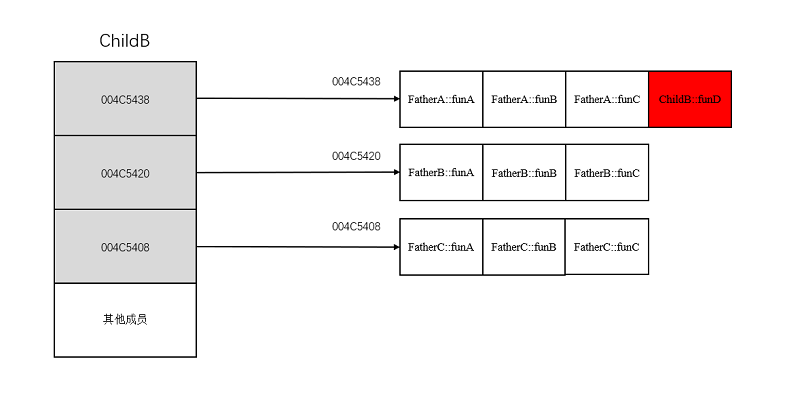 ChildB
004C5438
004C5438
FatherA::funA
FatherA::funB
FatherA::funC
ChildB::funD
004C5420
004C5420
FatherB::funA
FatherB::funB
FatherB::funC
004C5408
004C5408
FatherC::funA
FatherC::funB
FatherC::funC
其他成员